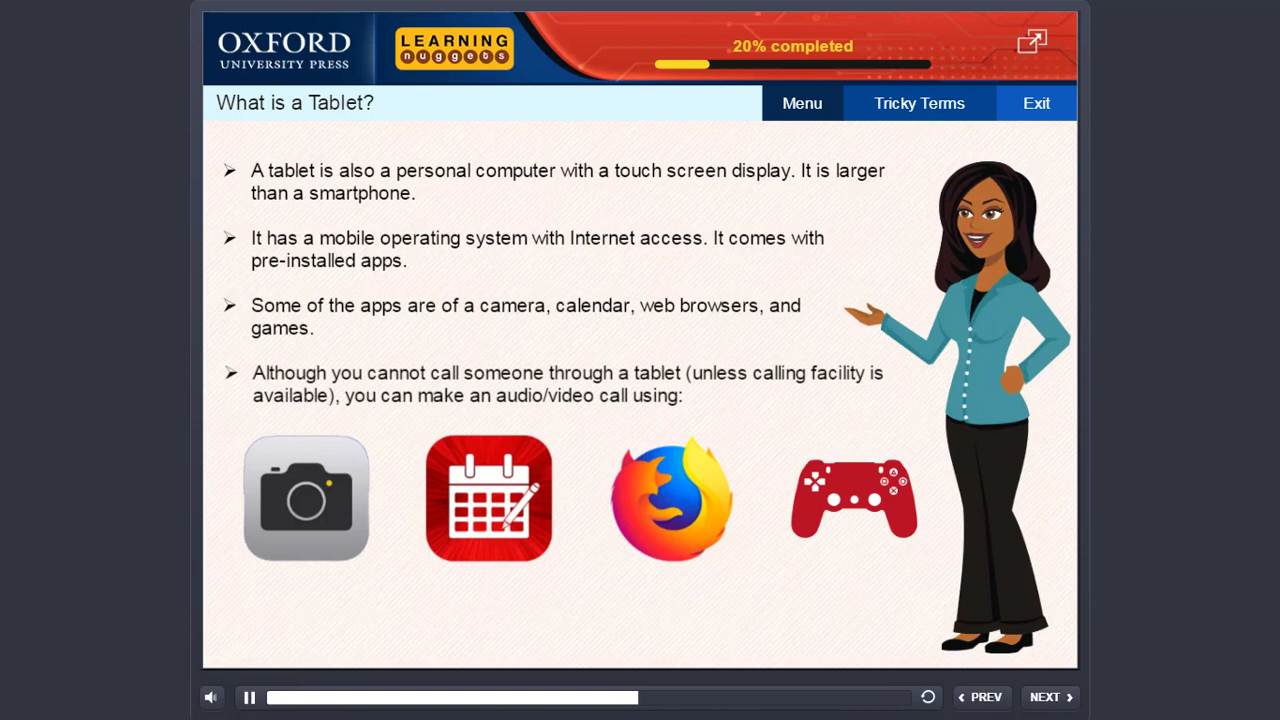 OXFORD
UNIVERSITY PRESS
LEARNING
nuggets
20% completed
What is a Tablet?
Menu
Tricky Terms
Exit
A tablet is also a personal computer with a touch screen display. It is larger
than a smartphone.
It has a mobile operating system with Internet access. It comes with
pre-installed apps.
Some of the apps are of a camera, calendar, web browsers, and
games.
Although you cannot call someone through a tablet (unless calling facility is
available), you can make an audio/video call using:
PREV
NEXT